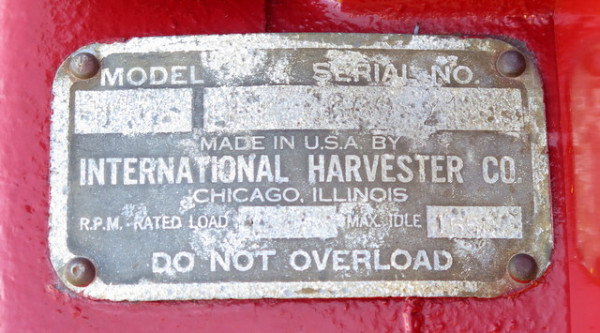 MODEL SERIAL NO.
MADE IN U.S.A. BY
INTERNATIONAL HARVESTER CO.
CHICAGO, ILLINOIS
R.P.M.-RATED LOAD MAX. IDLE
DO NOT OVERLOAD